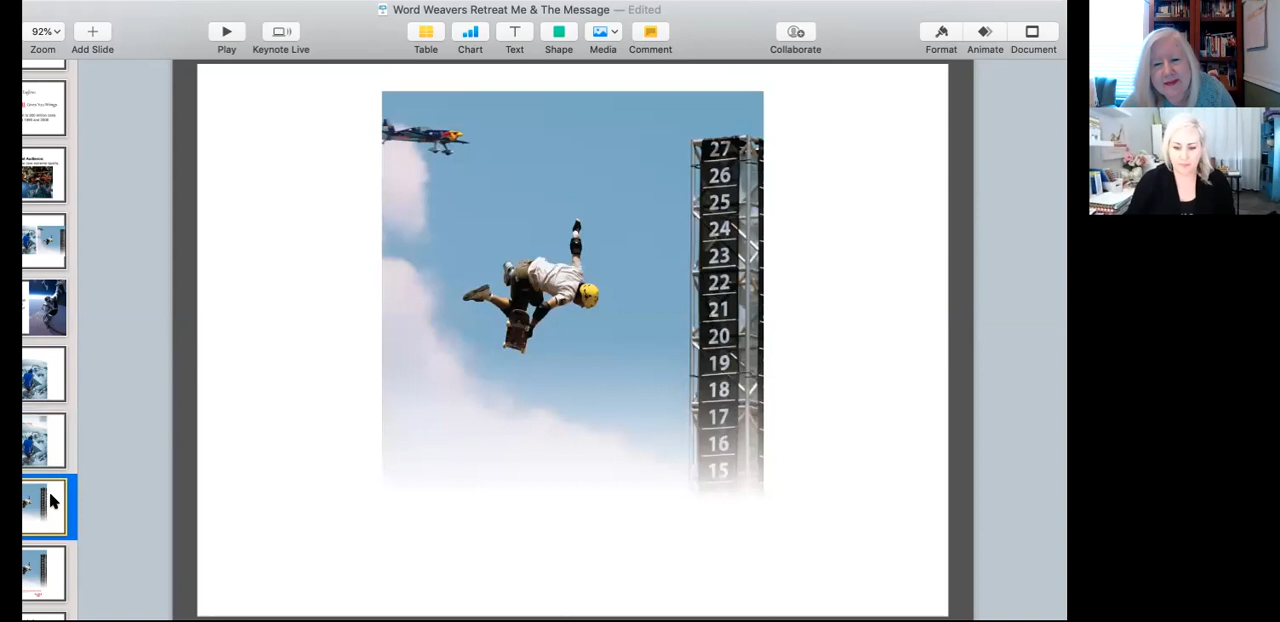 Word Weavers Retreat Me & The Message — Edited
92%
Zoom
Add Slide
Play
Keynote Live
Table
Chart
Text
Shape
Media
Comment
Collaborate
Format
Animate
Document
27
26
25
24
23
22
21
20
19
18
17
16
15